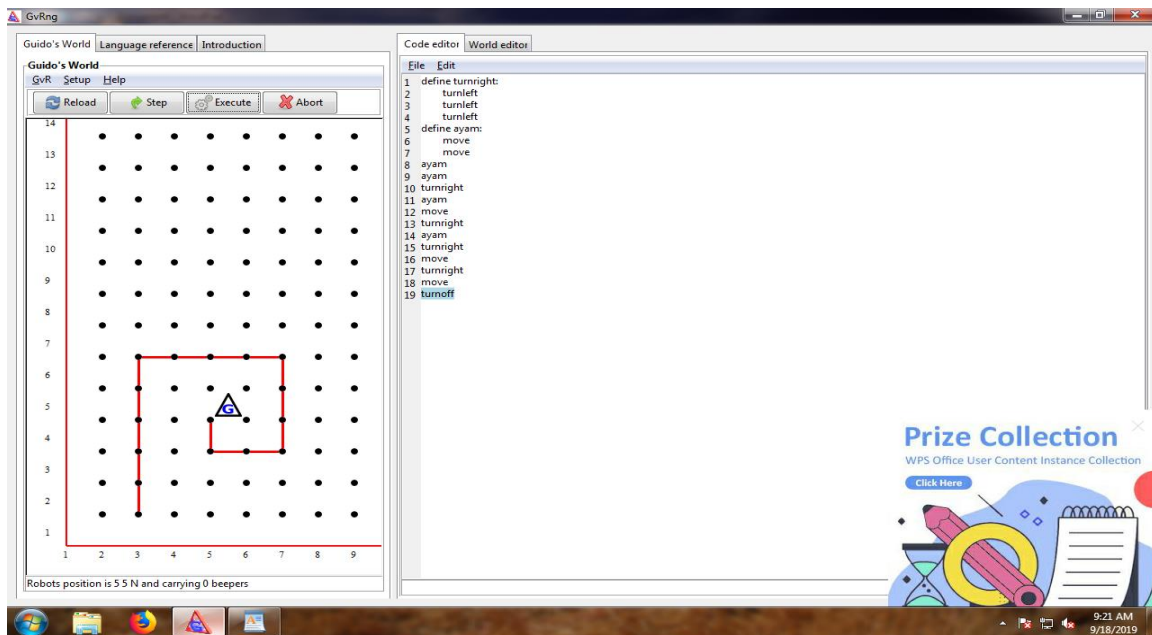 GvRng
Guido's World Language reference Introduction
Guido's World
GvR Setup Help
Reload Step Execute Abort
14
13
12
11
10
9
8
7
6
5
4
3
2
1
1 2 3 4 5 6 7 8 9
G
Robots position is 5 5 N and carrying 0 beepers
Code editor World editor
File Edit
1 define turnright:
2 turnleft
3 turnleft
4 turnleft
5 define ayam:
6 move
7 move
8 ayam
9 ayam
10 turnright
11 ayam
12 move
13 turnright
14 ayam
15 turnright
16 move
17 turnright
18 move
19 turnoff
Prize Collection
WPS Office User Content Instance Collection
Click Here
9:21 AM
9/18/2019